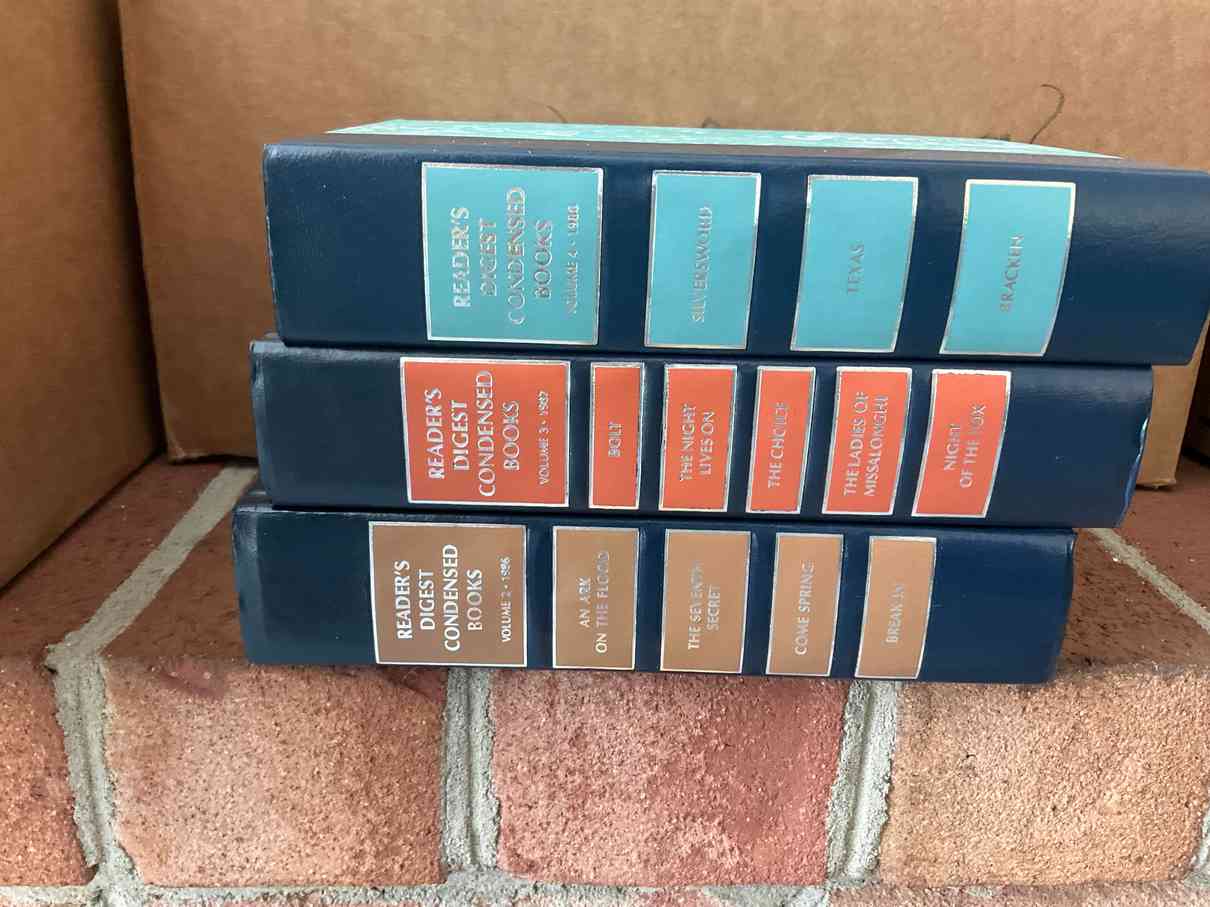 READER'S
DIGEST
CONDENSED
BOOKS
VOLUME 4 • 1986
SILVERSWORD
TEXAS
BRACKEN
READER'S
DIGEST
CONDENSED
BOOKS
VOLUME 3 • 1987
BOLT
THE NIGHT
LIVES ON
THE CHOICE
THE LADIES OF
MISSALONGHI
NIGHT
OF THE FOX
READER'S
DIGEST
CONDENSED
BOOKS
VOLUME 2 • 1986
AN ARK
ON THE FLOOD
THE SEVENTH
SECRET
COME SPRING
BREAK IN